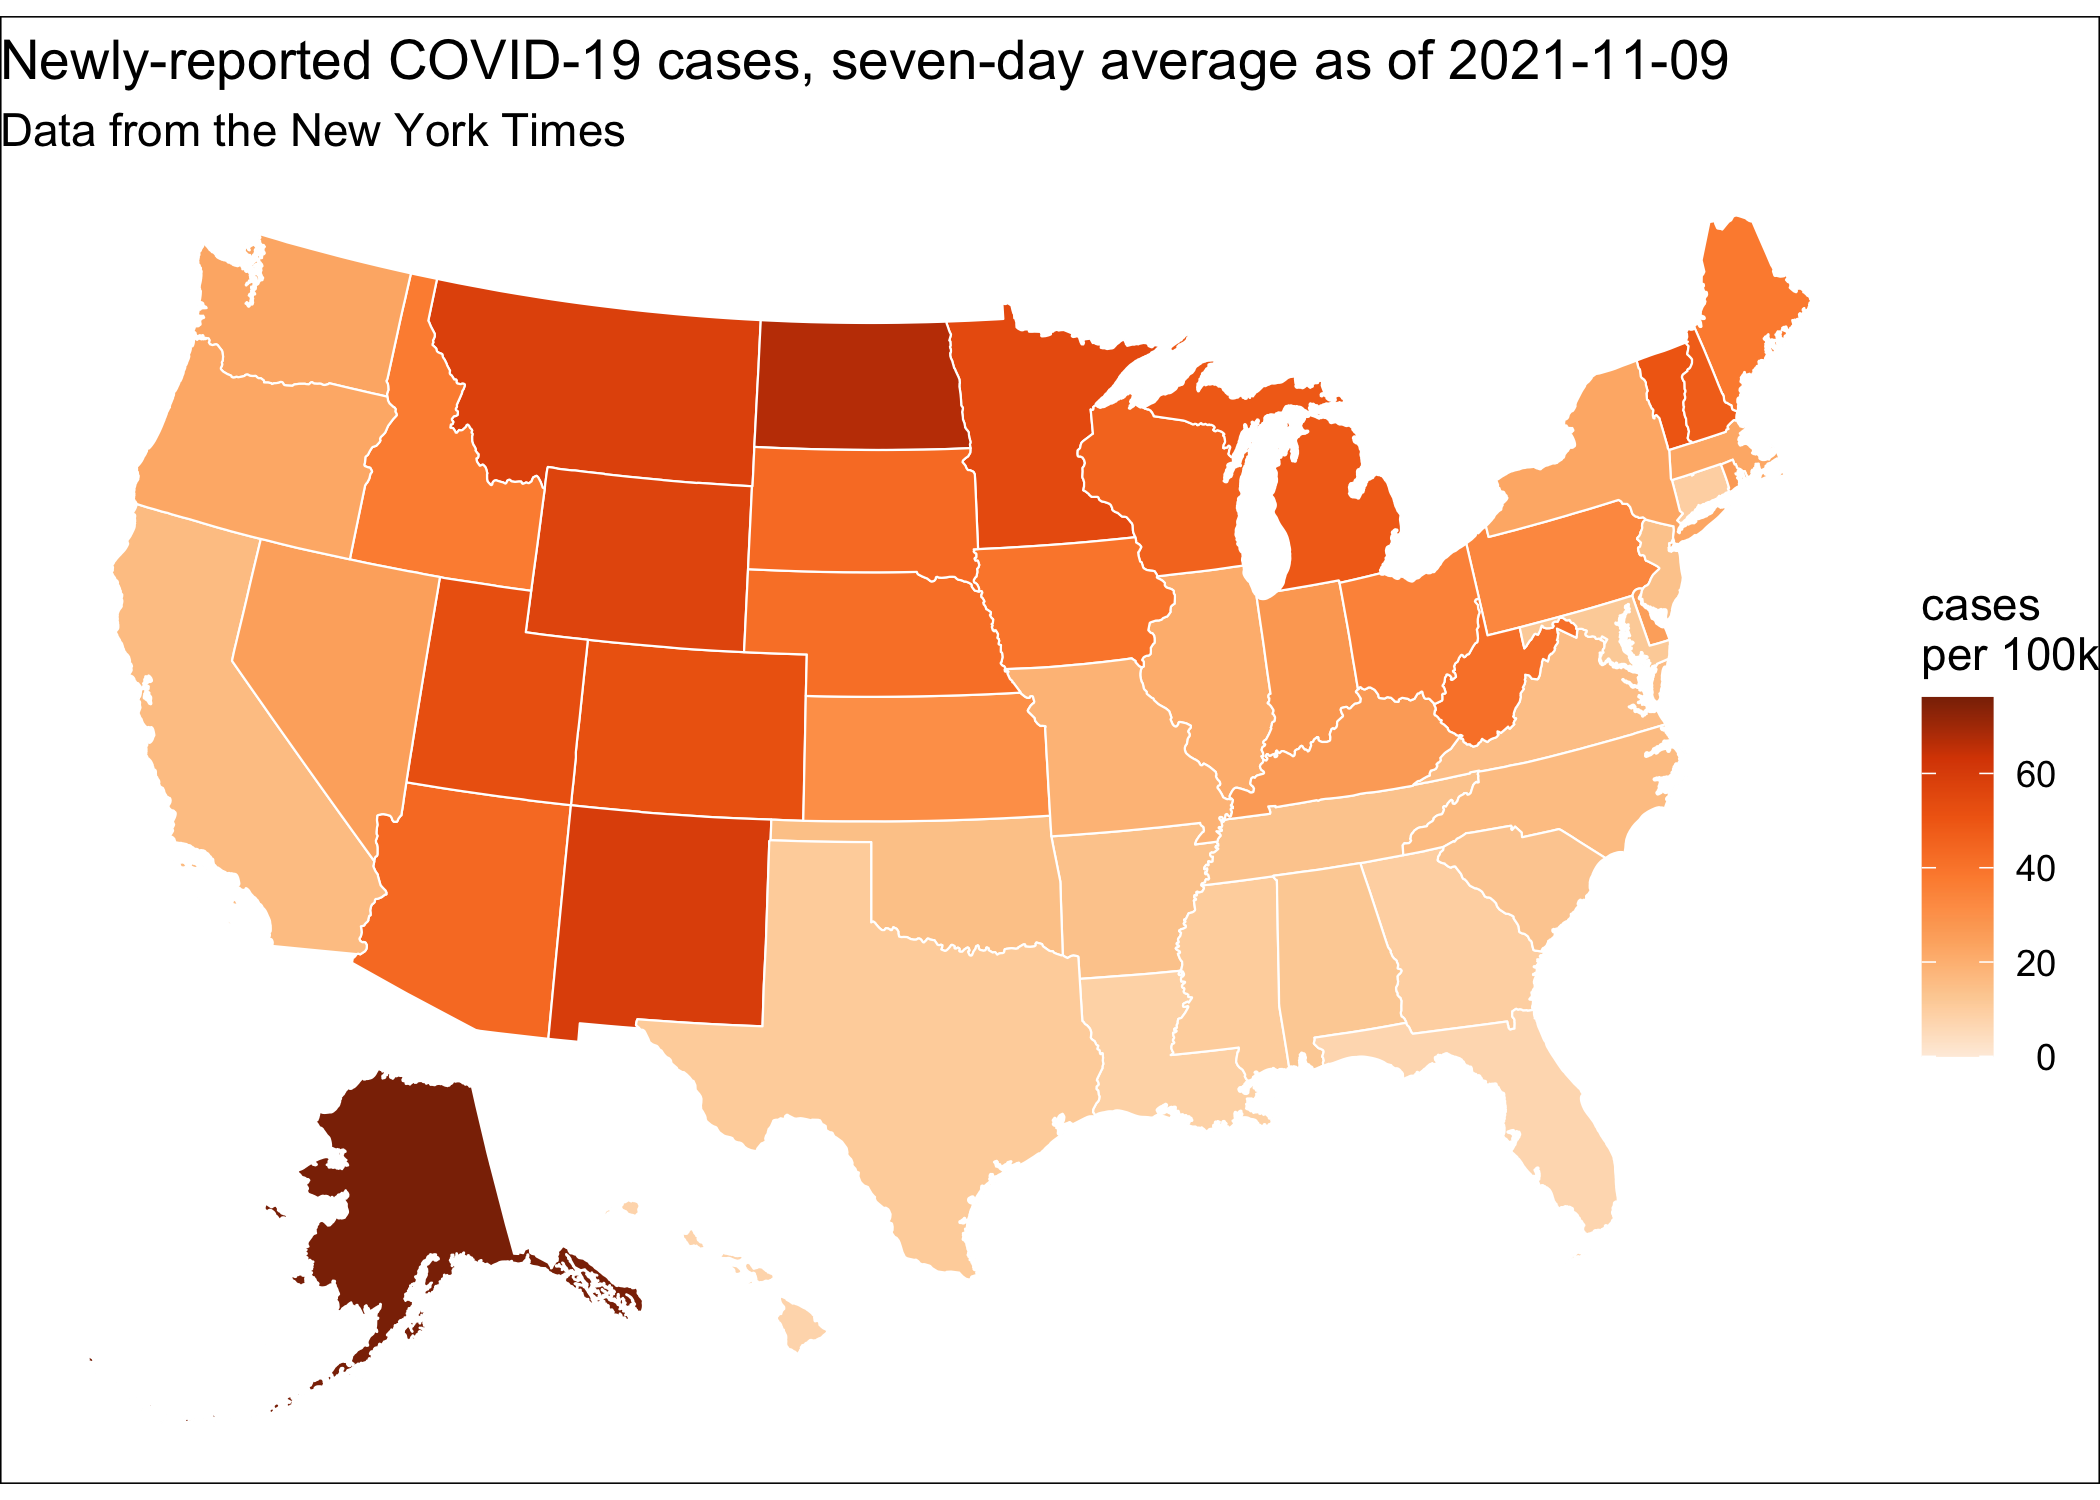 Newly-reported COVID-19 cases, seven-day average as of 2021-11-09
Data from the New York Times
cases
per 100k
60
40
20
0